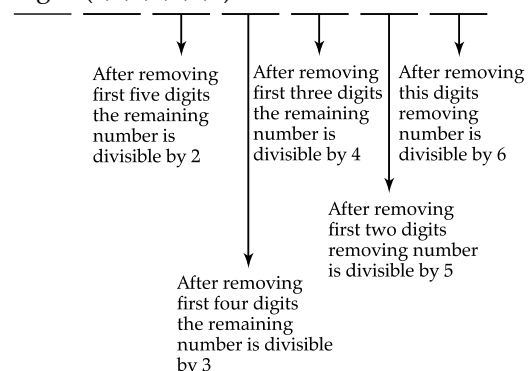 After removing
first five digits
the remaining
number is
divisible by 2
After removing
first three digits
the remaining
number is
divisible by 4
After removing
this digits
removing
number is
divisible by 6
After removing
first two digits
removing number
is divisible by 5
After removing
first four digits
the remaining
number is divisible
by 3